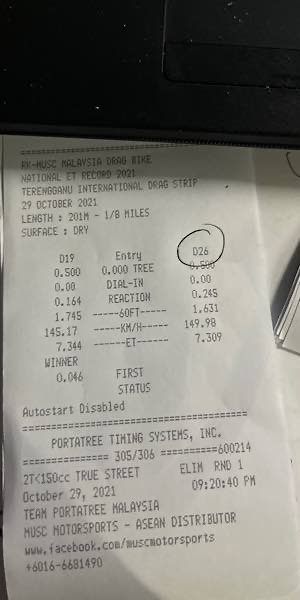 ========================================
RK-MUSC MALAYSIA DRAG BIKE
NATIONAL ET RECORD 2021
TERENGGANU INTERNATIONAL DRAG STRIP
29 OCTOBER 2021
LENGTH : 201M - 1/8 MILES
SURFACE : DRY
D19 Entry D26
0.500 0.000 TREE 0.500
0.00 DIAL-IN 0.00
0.164 REACTION 0.245
1.745 -----60FT----- 1.631
145.17 -----KM/H----- 149.98
7.344 ------ET------ 7.309
WINNER
0.046 FIRST
STATUS
Autostart Disabled
========================================
PORTATREE TIMING SYSTEMS, INC.
=============== 305/306 ==========600214
2T<150cc TRUE STREET ELIM RND 1
October 29, 2021 09:20:40 PM
TEAM PORTATREE MALAYSIA
MUSC MOTORSPORTS - ASEAN DISTRIBUTOR
www.facebook.com/muscmotorsports
+6016-6681490